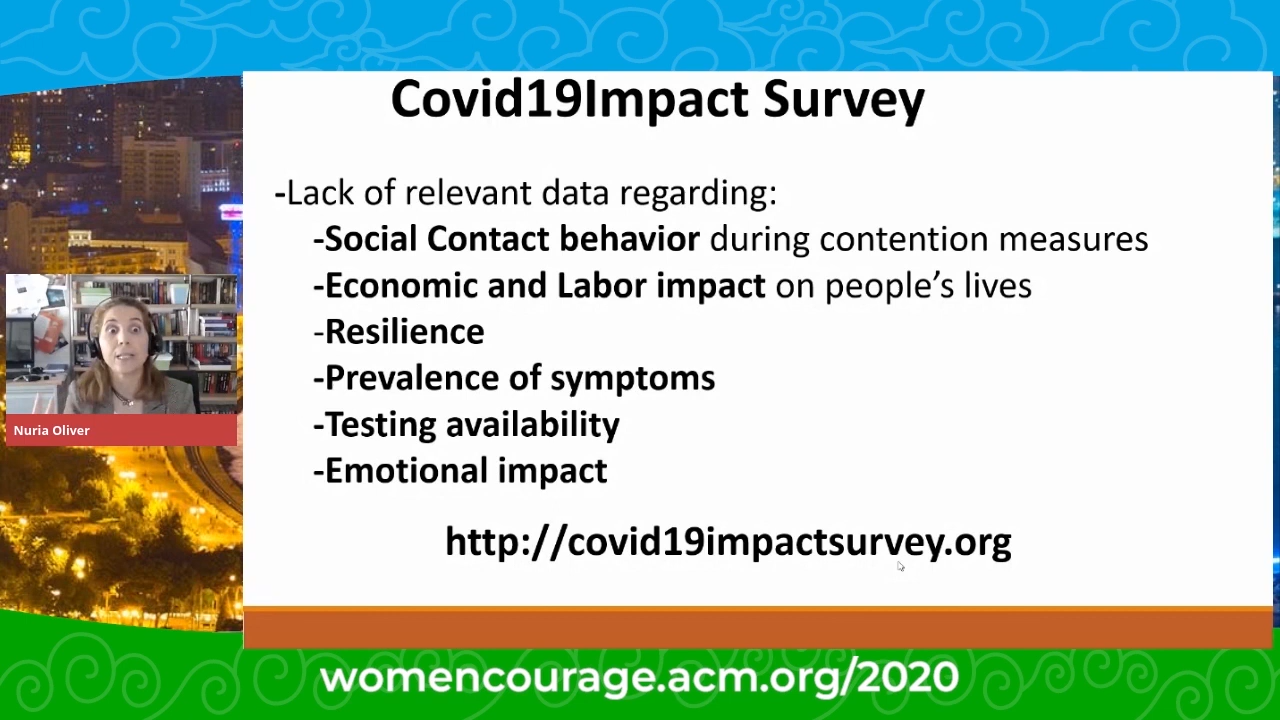 Covid19Impact Survey
-Lack of relevant data regarding:
-Social Contact behavior during contention measures
-Economic and Labor impact on people’s lives
-Resilience
-Prevalence of symptoms
-Testing availability
-Emotional impact
http://covid19impactsurvey.org
Nuria Oliver
womencourage.acm.org/2020